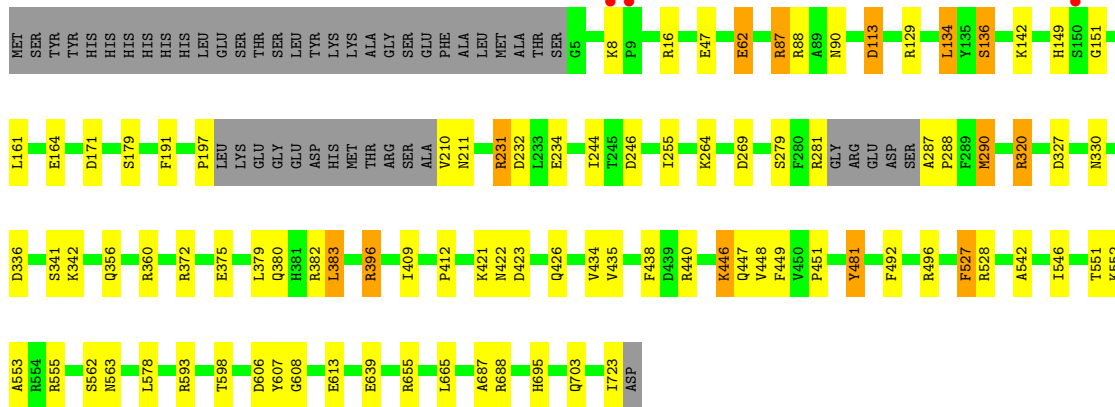 MET SER TYR TYR HIS HIS HIS HIS HIS HIS LEU GLU SER THR SER LEU TYR LYS LYS ALA GLY SER GLU PHE ALA LEU MET ALA THR SER G5 K8 P9 R16 E47 E62 R87 R88 A89 N90 D113 R129 L134 Y135 S136 K142 H149 S150 G151
L161 E164 D171 S179 F191 P197 LEU LYS GLU GLY GLU ASP HIS MET THR ARG SER ALA V210 N211 R231 D232 L233 E234 I244 T245 D246 I255 K264 D269 S279 F280 R281 GLY ARG GLU ASP SER A287 P288 F289 M290 R320 D327 N330
D336 S341 K342 Q356 R360 R372 E375 L379 Q380 H381 R382 L383 R396 I409 P412 K421 N422 D423 Q426 V434 V435 F438 D439 R440 K446 Q447 V448 F449 V450 P451 Y481 F492 R496 F527 R528 A542 I546 T551 K552
A553 R554 R555 S562 N563 L578 R593 T598 D606 Y607 G608 E613 E639 R655 L665 A687 R688 H695 Q703 I723 ASP